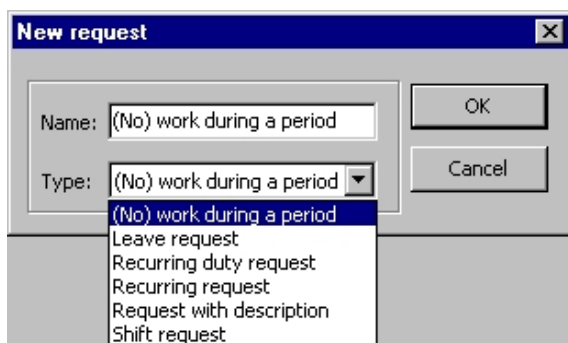 New request
Name: (No) work during a period
OK
Type: (No) work during a period
Cancel
(No) work during a period
Leave request
Recurring duty request
Recurring request
Request with description
Shift request